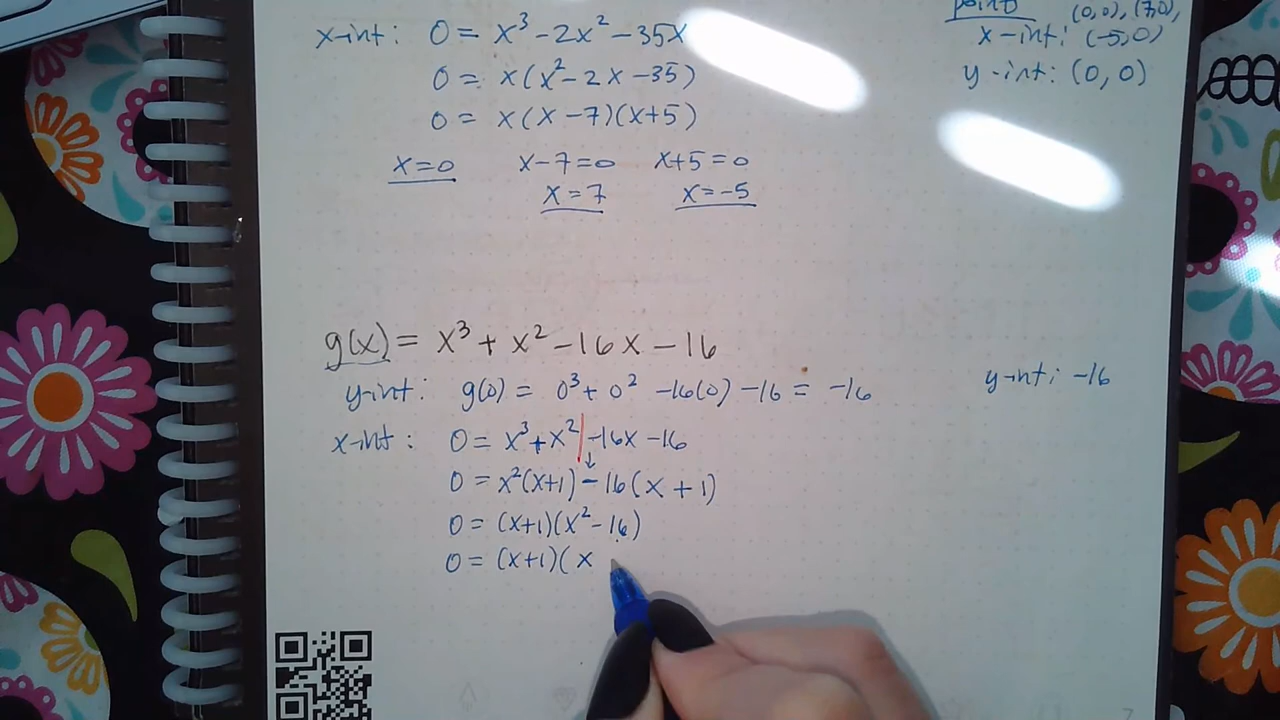 point
(0,0), (7,0),
x-int: (-5,0)
y-int: (0,0)
x-int: 0 = x³ - 2x² - 35x
0 = x(x² - 2x - 35)
0 = x(x - 7)(x+5)
x=0 x-7=0 x+5=0
x=7 x=-5
g(x) = x³ + x² - 16x - 16
y-int: g(0) = 0³ + 0² - 16(0) - 16 = -16
y-int: -16
x-int: 0 = x³+x² | -16x - 16
0 = x²(x+1) - 16(x + 1)
0 = (x+1)(x² - 16)
0 = (x+1)(x